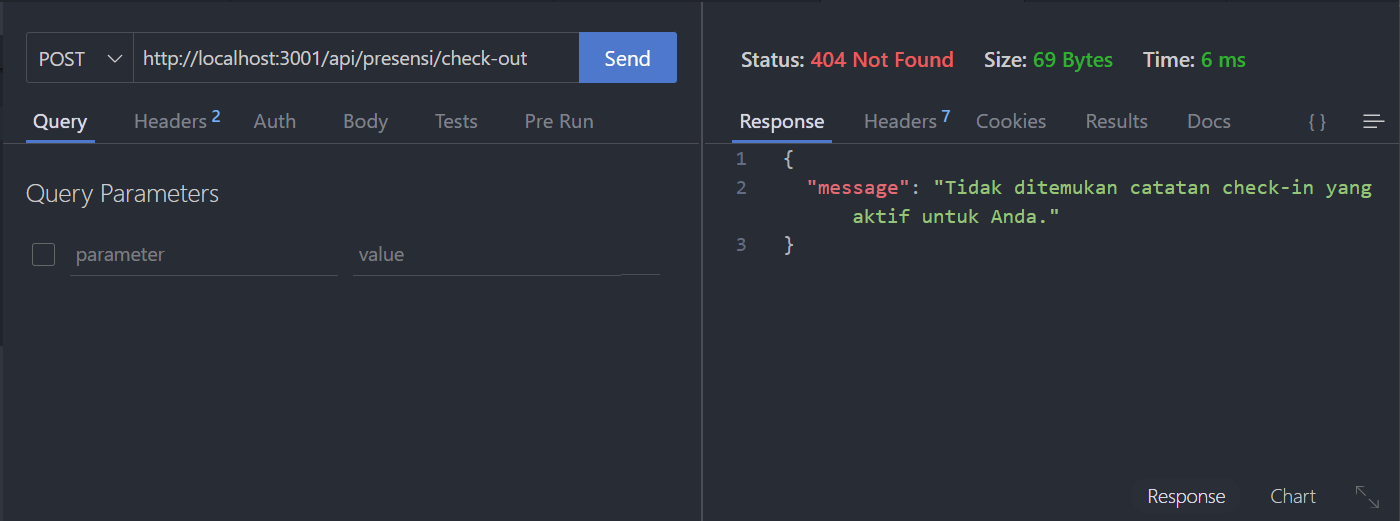 POST http://localhost:3001/api/presensi/check-out Send
Query Headers 2 Auth Body Tests Pre Run
Query Parameters
parameter value
Status: 404 Not Found Size: 69 Bytes Time: 6 ms
Response Headers 7 Cookies Results Docs { }
1 {
2 "message": "Tidak ditemukan catatan check-in yang
aktif untuk Anda."
3 }
Response Chart